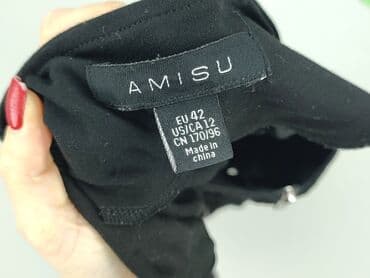 AMISU
EU 42
US/CA 12
CN 170/96
Made in
china